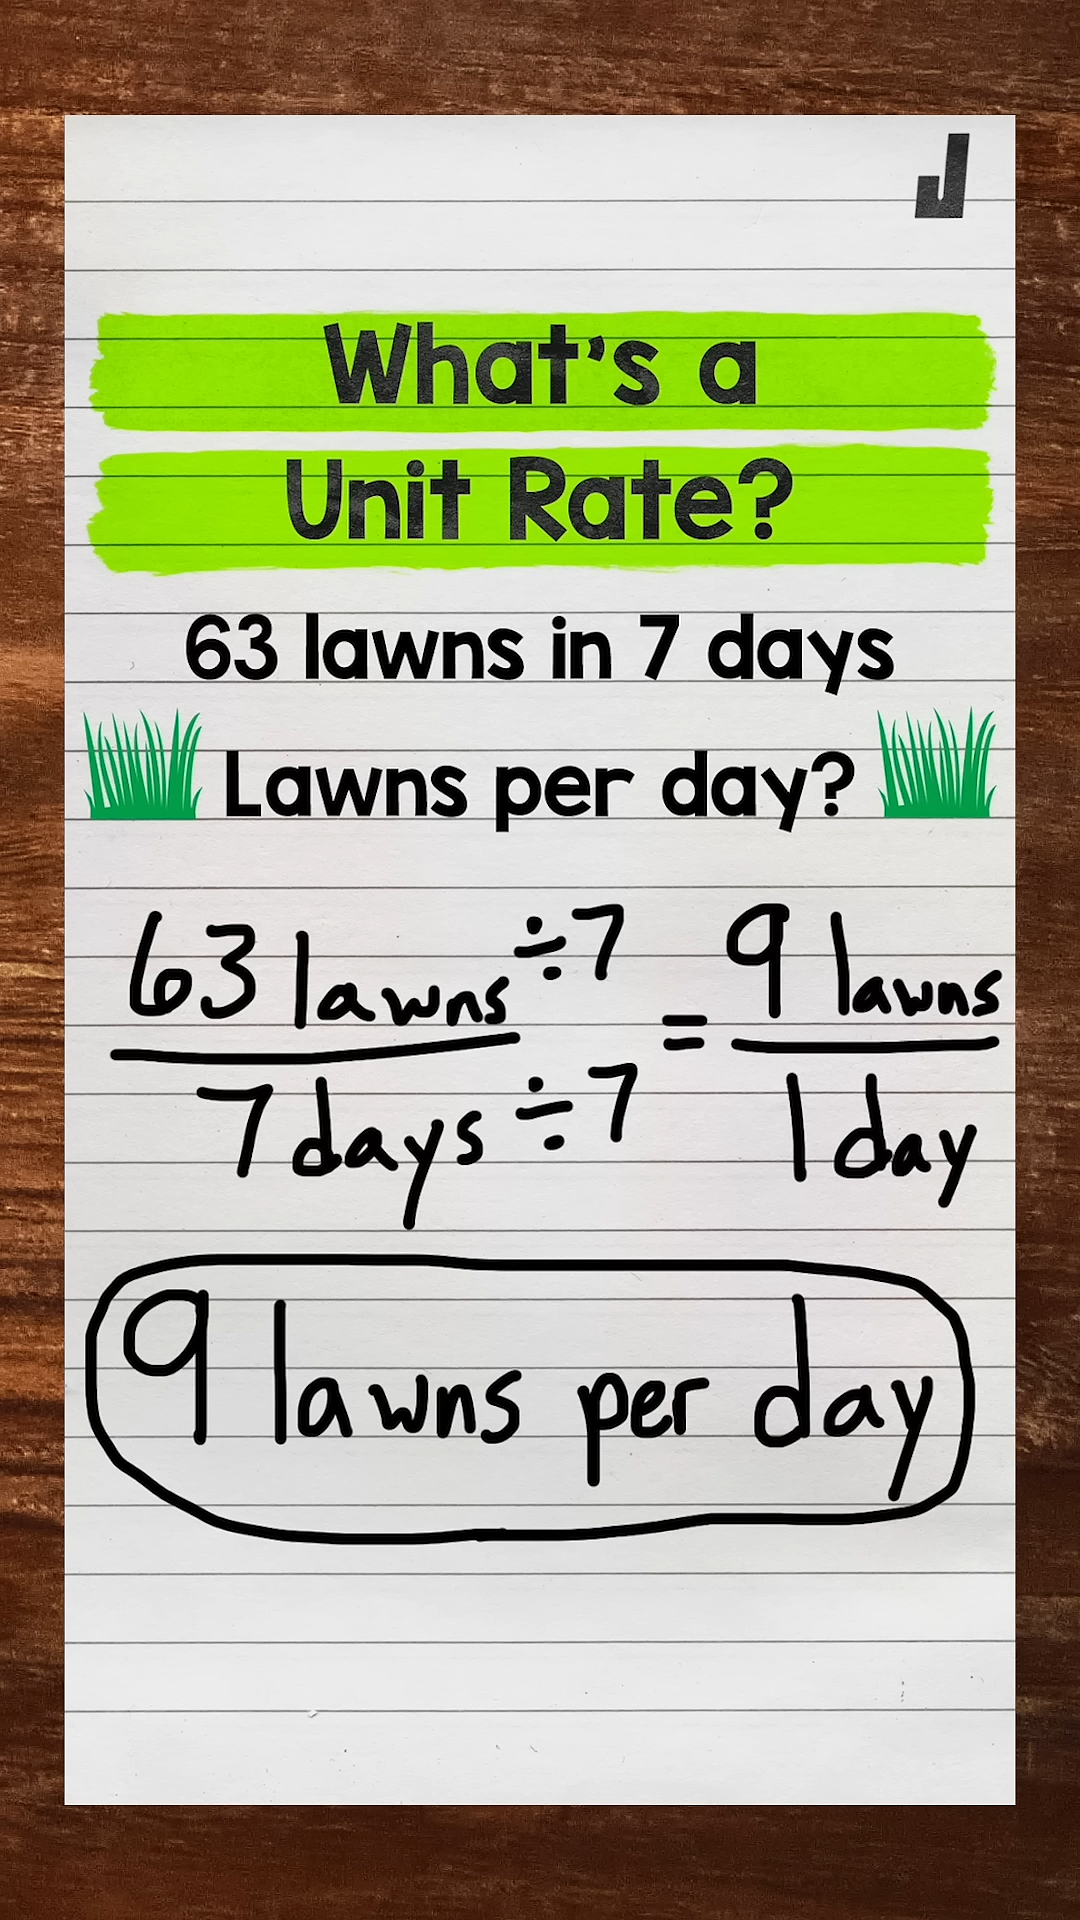 J
What's a
Unit Rate?
63 lawns in 7 days
Lawns per day?
63 lawns ÷7 = 9 lawns
7 days ÷7 1 day
9 lawns per day